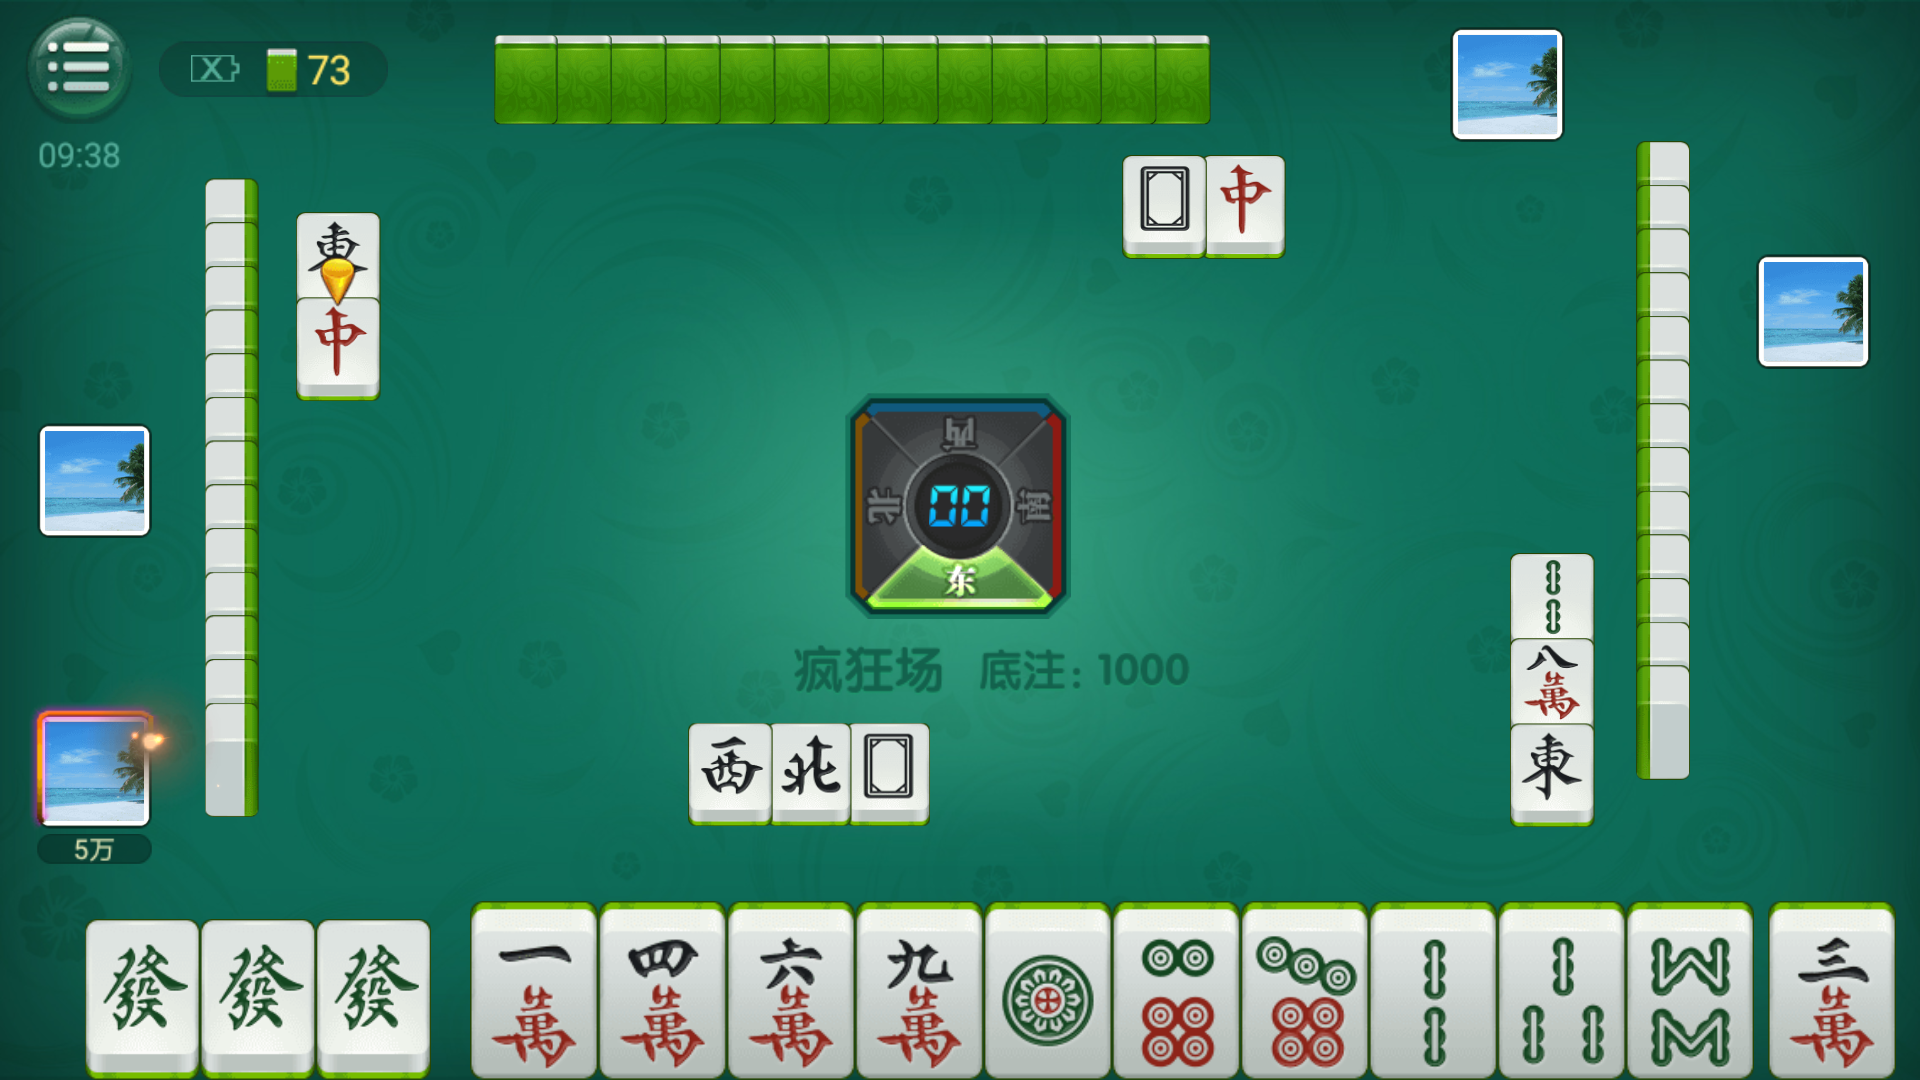 73
09:38
中
東
中
西
北 00 南
东
疯狂场 底注: 1000
八萬
東
西 北
5万
發 發 發 一萬 四萬 六萬 九萬 三萬